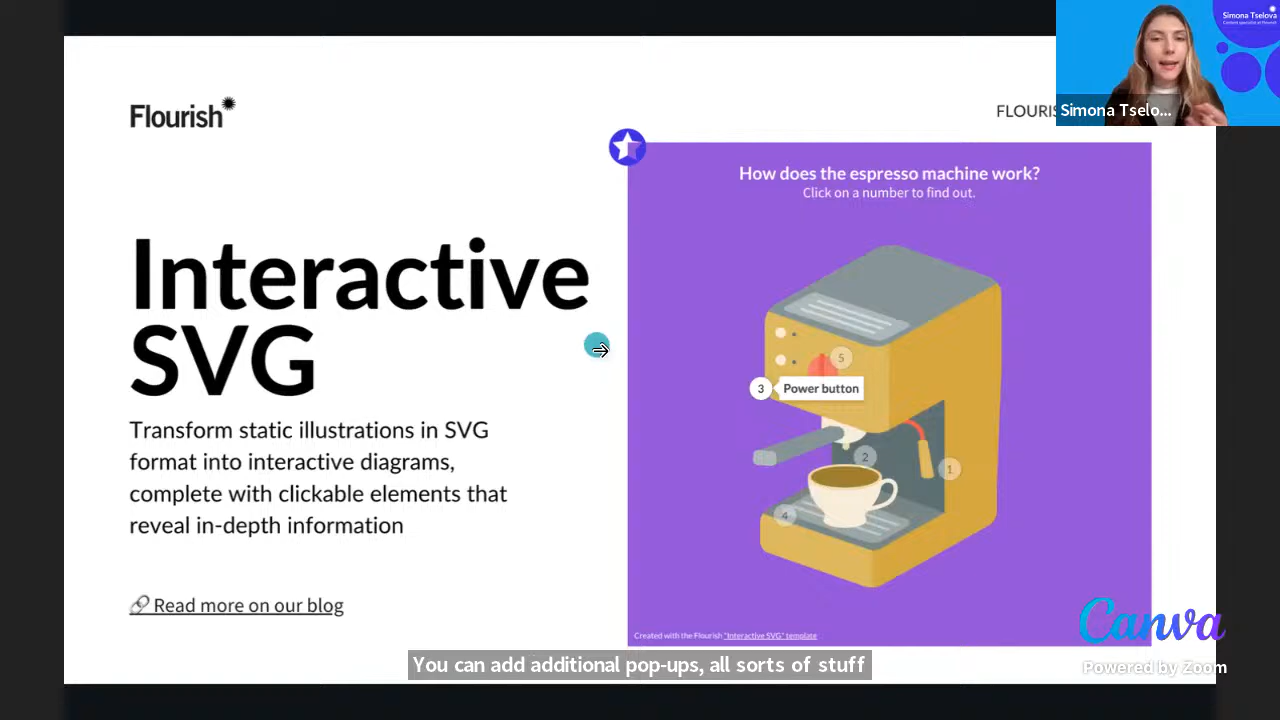 Flourish
FLOURIS
Simona Tselova
Simona Tselo...
Interactive
SVG
Transform static illustrations in SVG
format into interactive diagrams,
complete with clickable elements that
reveal in-depth information
Read more on our blog
How does the espresso machine work?
Click on a number to find out.
5
3
Power button
2
1
4
Created with the Flourish "Interactive SVG" template
Canva
Powered by Zoom
You can add additional pop-ups, all sorts of stuff